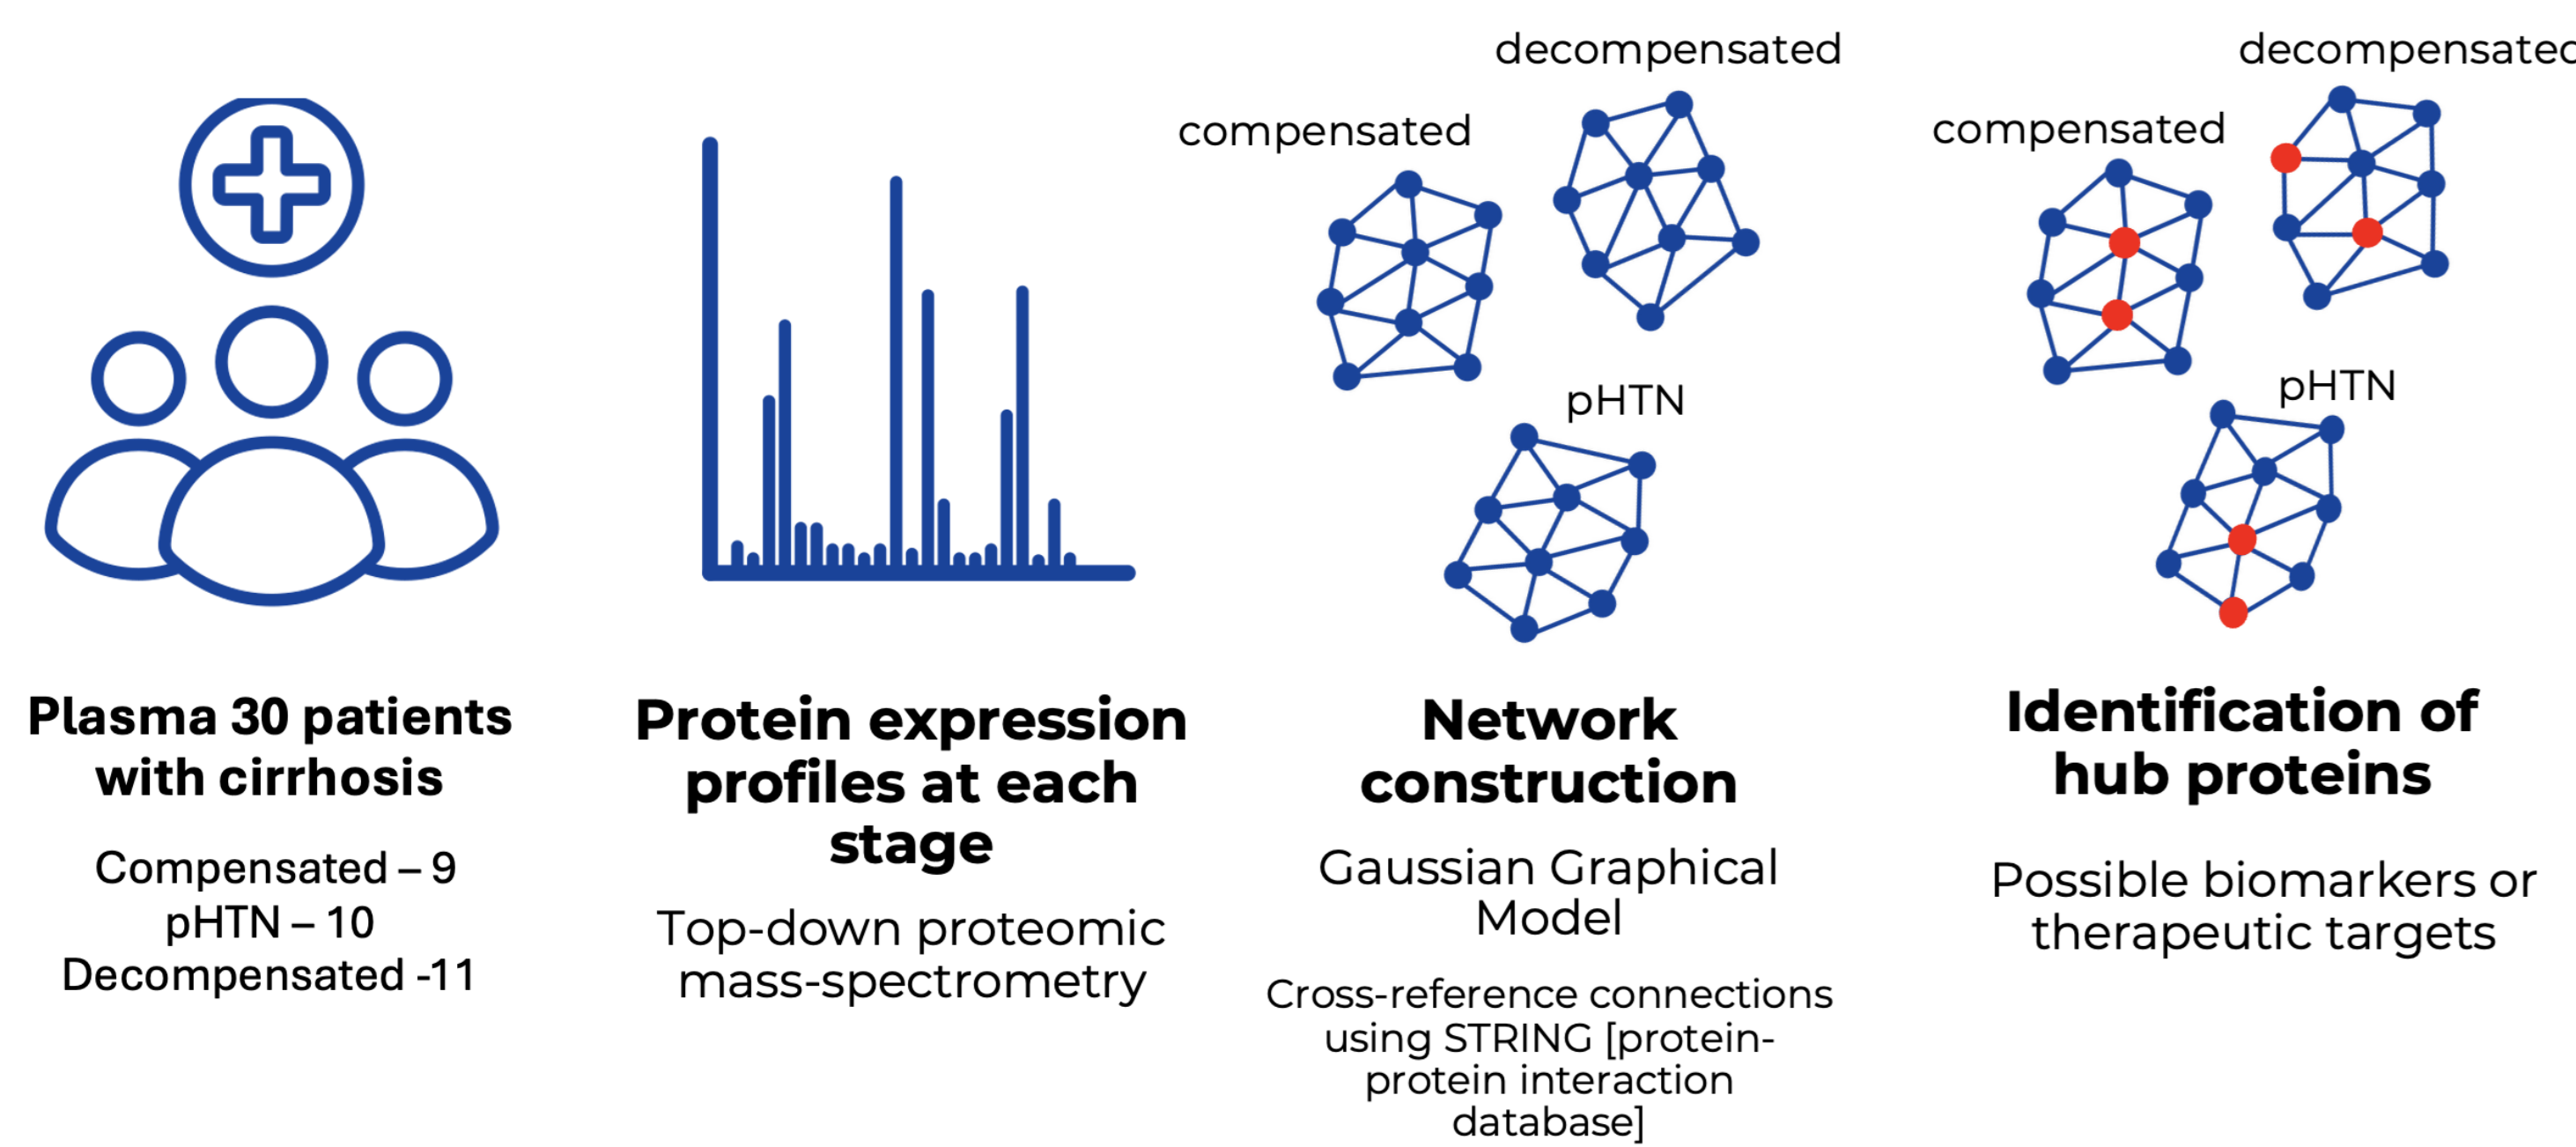 Plasma 30 patients
with cirrhosis
Compensated – 9
pHTN – 10
Decompensated -11
Protein expression
profiles at each
stage
Top-down proteomic
mass-spectrometry
decompensated
compensated
pHTN
Network
construction
Gaussian Graphical
Model
Cross-reference connections
using STRING [protein-
protein interaction
database]
decompensated
compensated
pHTN
Identification of
hub proteins
Possible biomarkers or
therapeutic targets